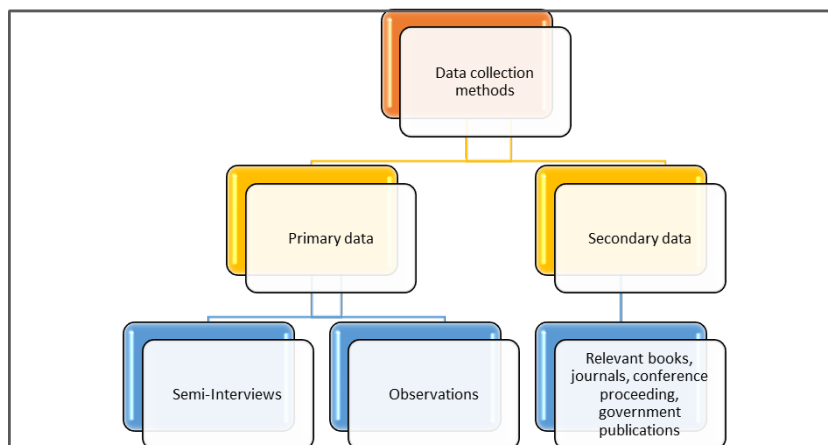 Data collection
methods
Primary data
Secondary data
Semi-Interviews
Observations
Relevant books,
journals, conference
proceeding,
government
publications